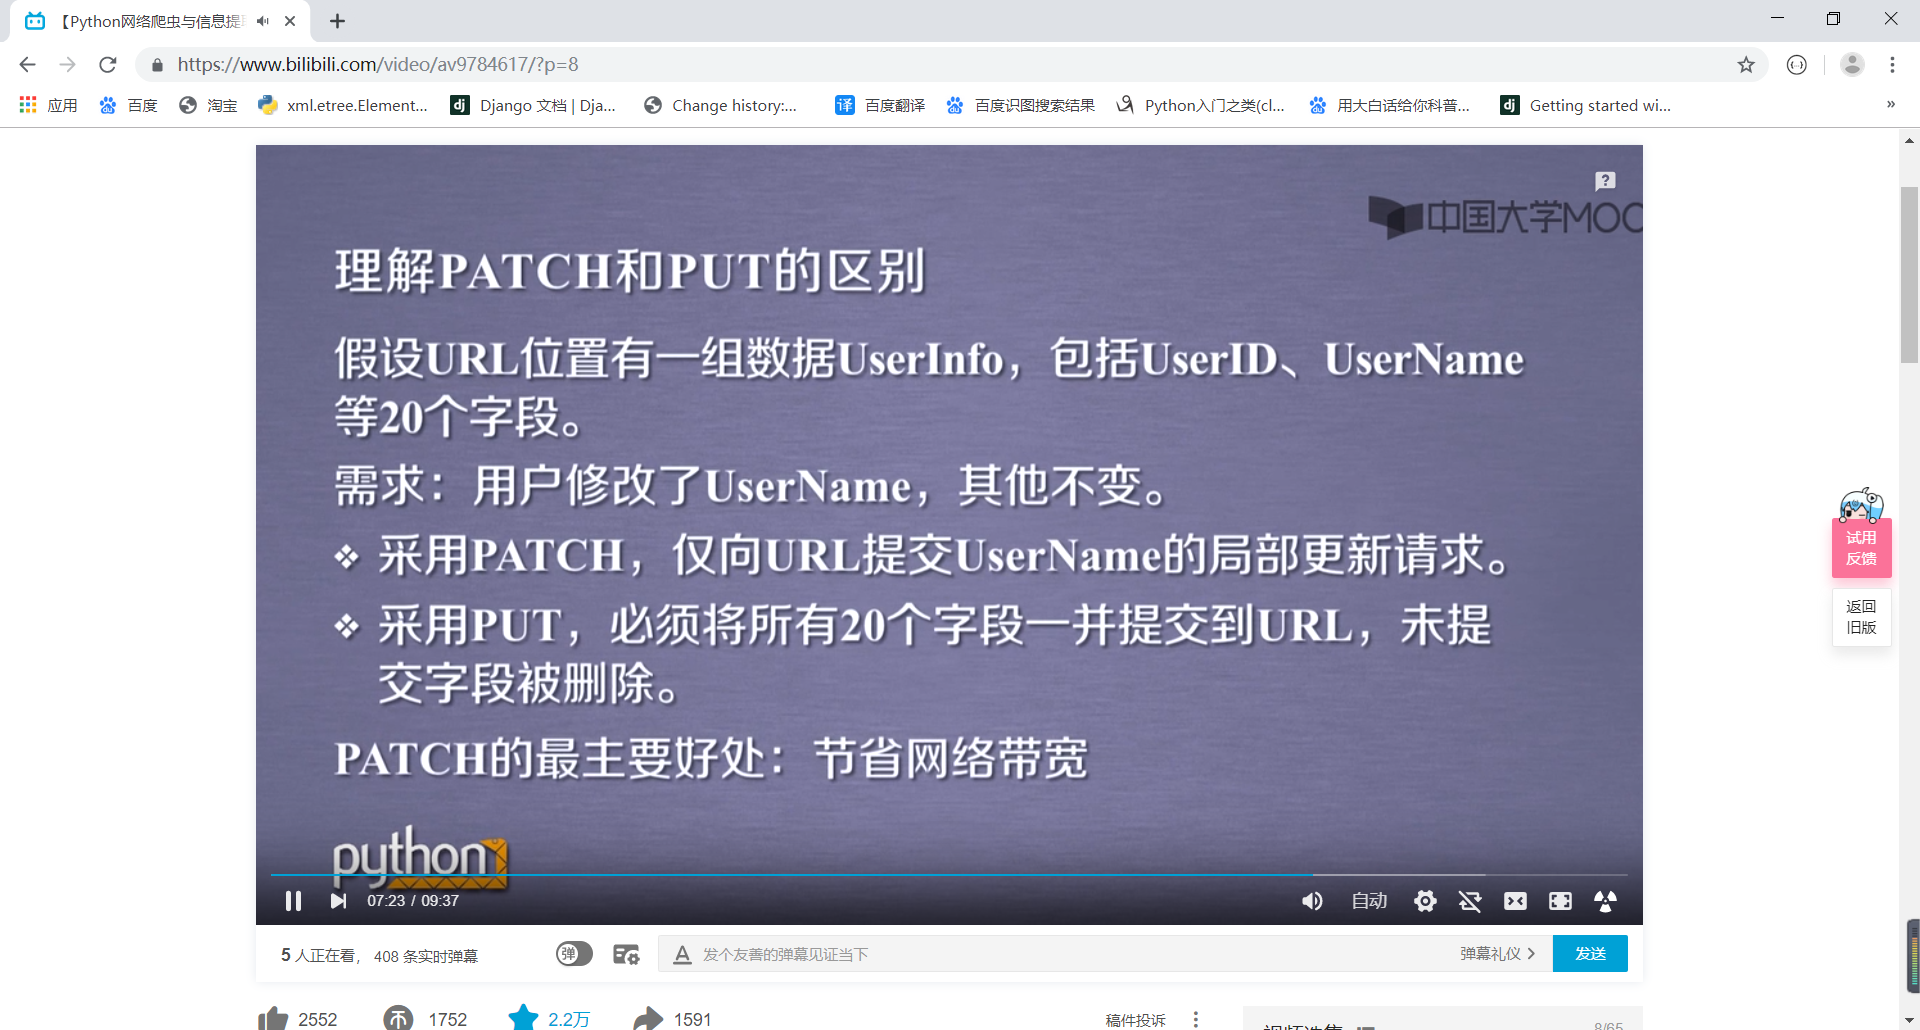 【Python网络爬虫与信息提
https://www.bilibili.com/video/av9784617/?p=8
应用 百度 淘宝 xml.etree.Element... Django 文档 | Dja... Change history:... 译 百度翻译 百度识图搜索结果 Python入门之类(cl... 用大白话给你科普... Getting started wi... »
中国大学MOO
理解PATCH和PUT的区别
假设URL位置有一组数据UserInfo，包括UserID、UserName
等20个字段。
需求：用户修改了UserName，其他不变。
❖ 采用PATCH，仅向URL提交UserName的局部更新请求。
❖ 采用PUT，必须将所有20个字段一并提交到URL，未提
交字段被删除。
PATCH的最主要好处：节省网络带宽
python
07:23 / 09:37 自动
试用
反馈
返回
旧版
5 人正在看， 408 条实时弹幕 弹 A 发个友善的弹幕见证当下 弹幕礼仪 > 发送
2552 1752 2.2万 1591 稿件投诉
视频选集 8/65